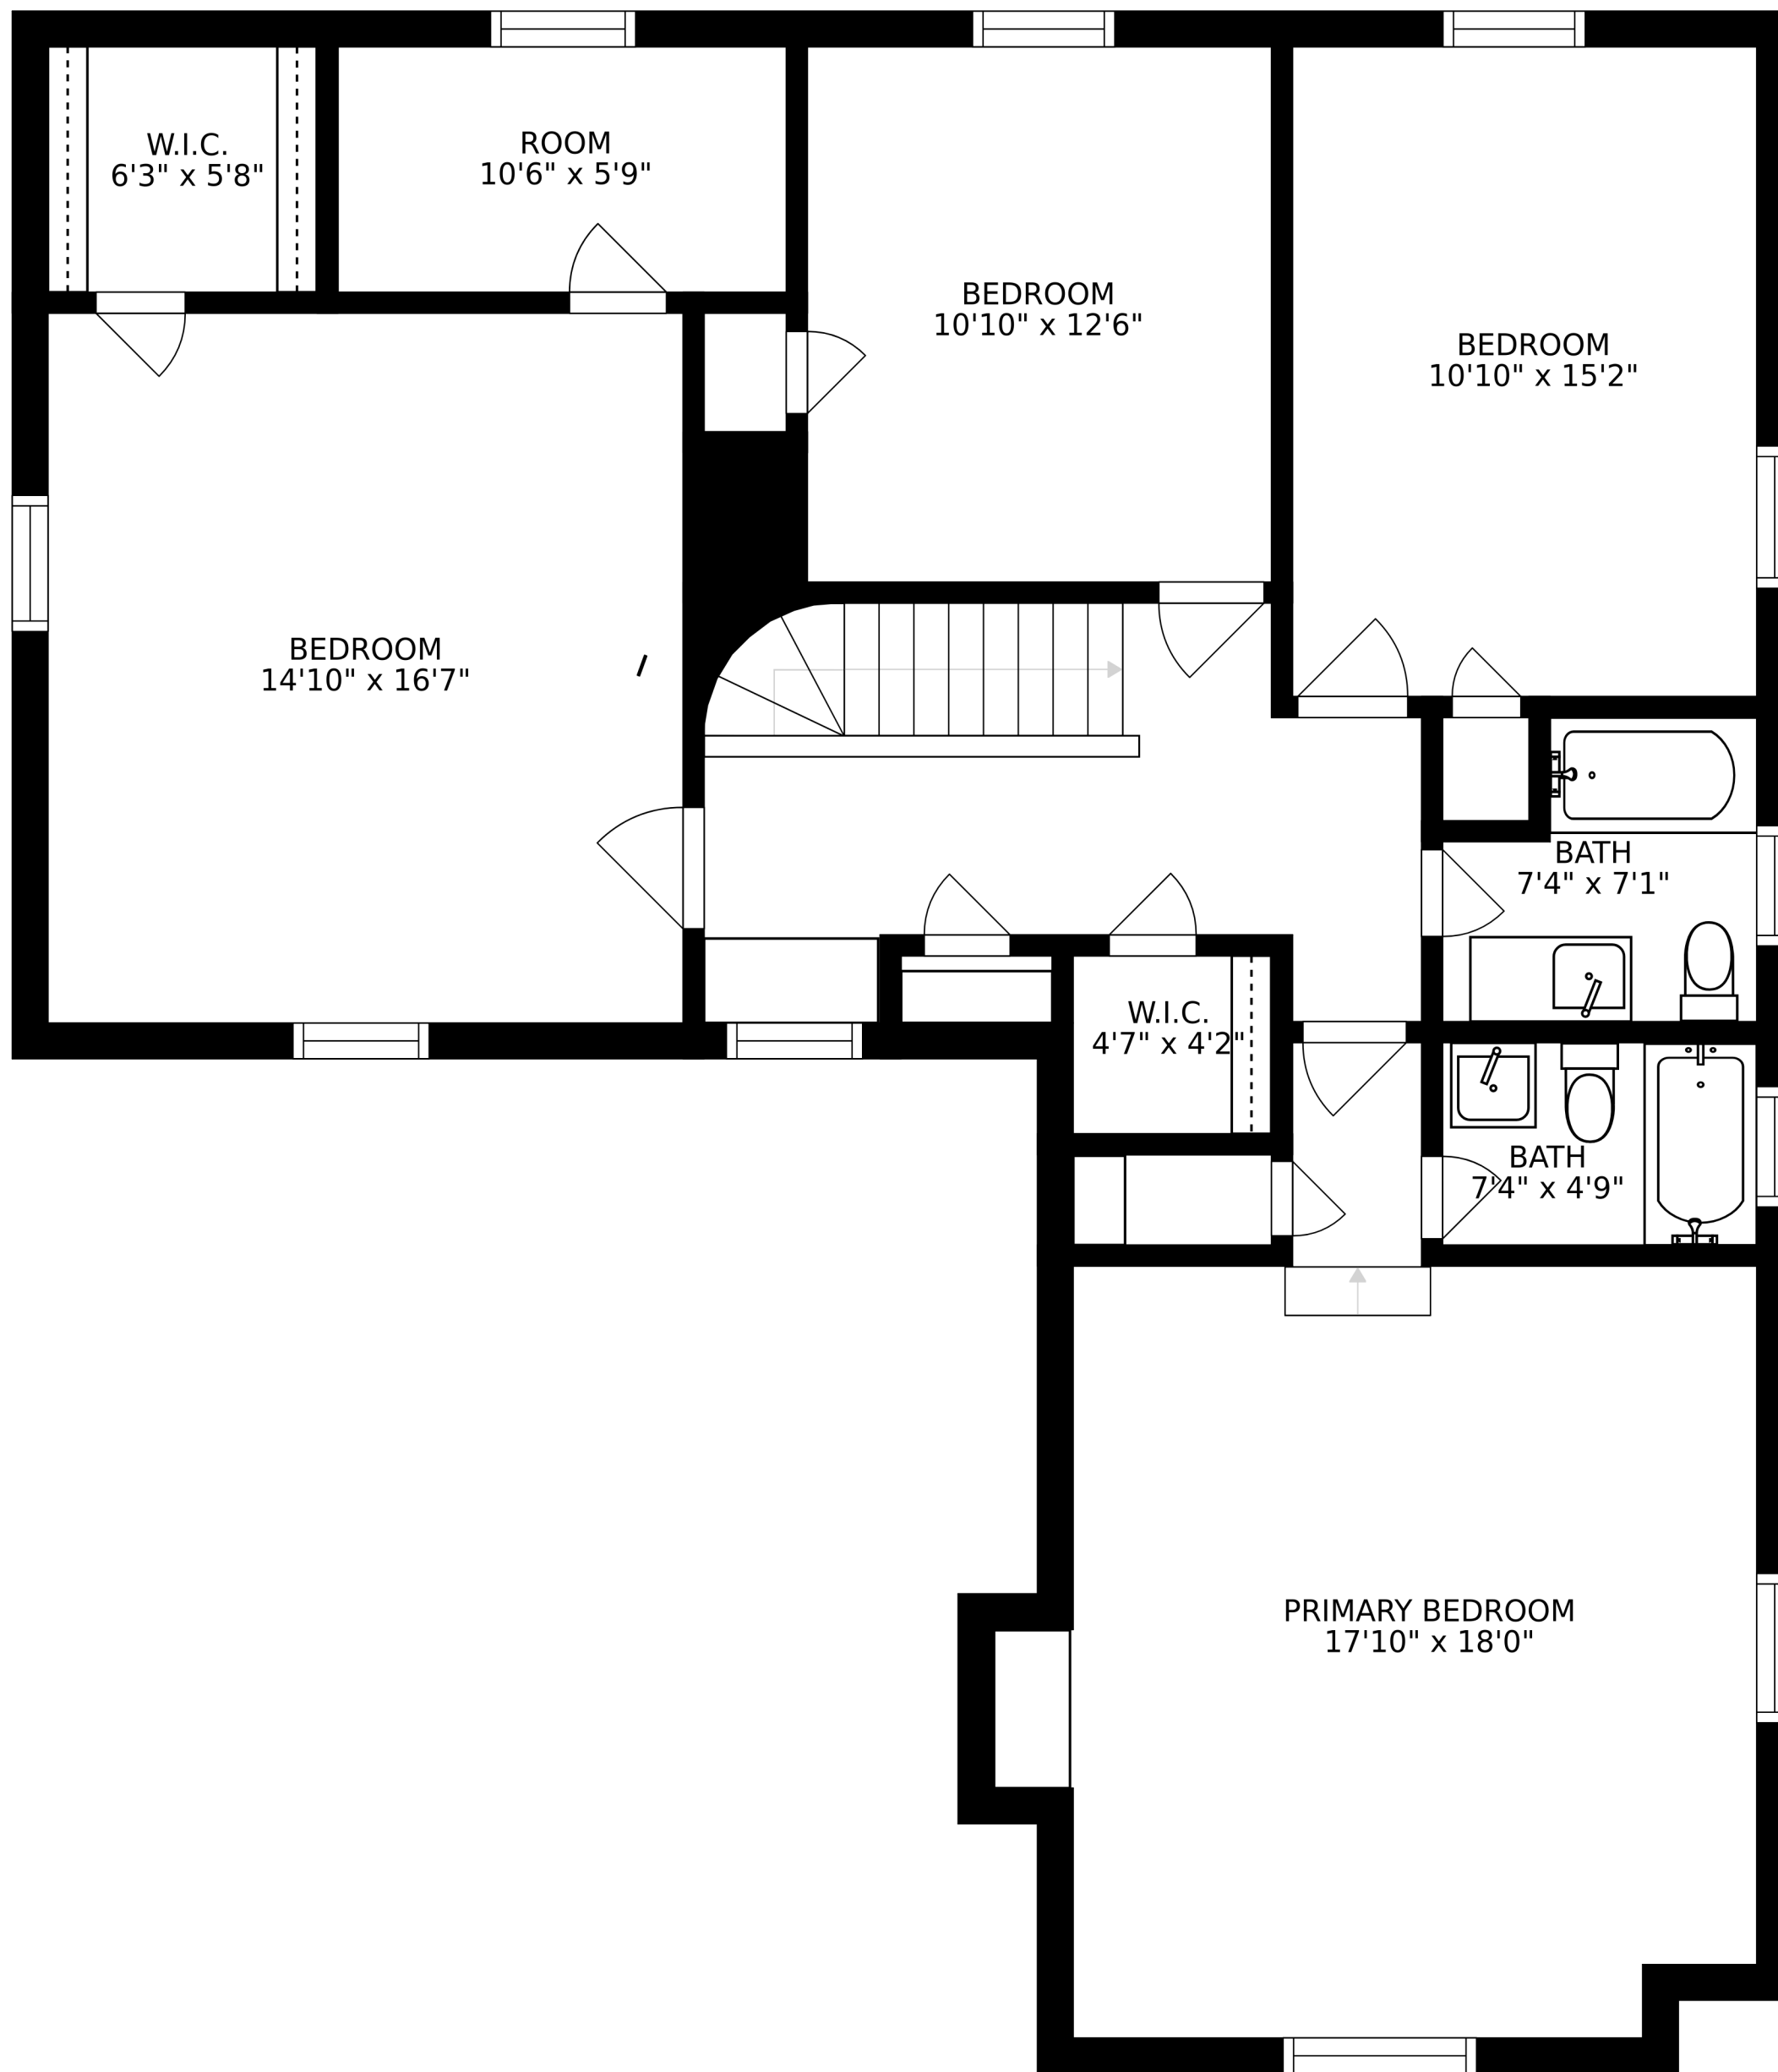 W.I.C.
6'3" x 5'8"
ROOM
10'6" x 5'9"
BEDROOM
10'10" x 12'6"
BEDROOM
10'10" x 15'2"
BEDROOM
14'10" x 16'7"
BATH
7'4" x 7'1"
W.I.C.
4'7" x 4'2"
BATH
7'4" x 4'9"
PRIMARY BEDROOM
17'10" x 18'0"